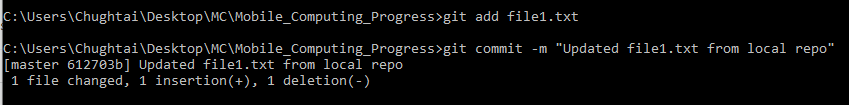 C:\Users\Chughtai\Desktop\MC\Mobile_Computing_Progress>git add file1.txt
C:\Users\Chughtai\Desktop\MC\Mobile_Computing_Progress>git commit -m "Updated file1.txt from local repo"
[master 612703b] Updated file1.txt from local repo
 1 file changed, 1 insertion(+), 1 deletion(-)